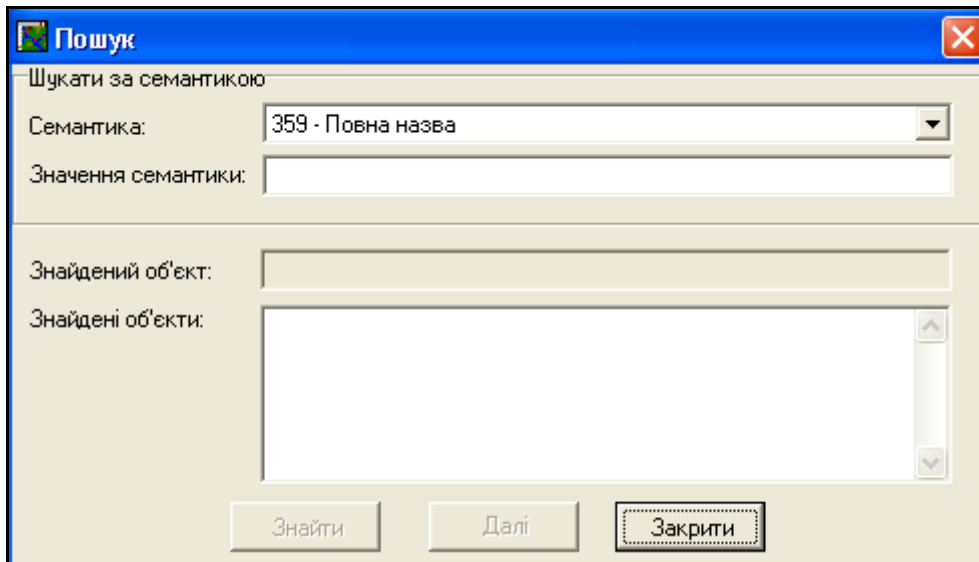 Пошук
Шукати за семантикою
Семантика: 359 - Повна назва
Значення семантики:
Знайдений об'єкт:
Знайдені об'єкти:
Знайти Далі Закрити